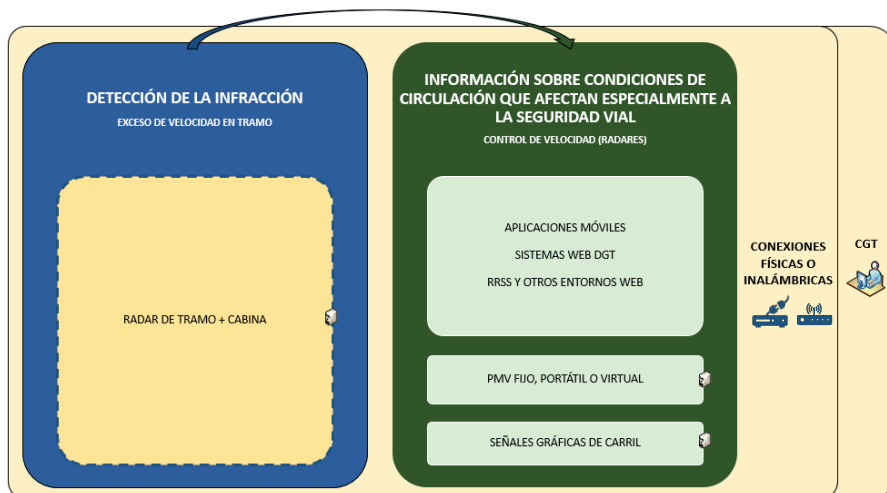 DETECCIÓN DE LA INFRACCIÓN
EXCESO DE VELOCIDAD EN TRAMO
RADAR DE TRAMO + CABINA
INFORMACIÓN SOBRE CONDICIONES DE
CIRCULACIÓN QUE AFECTAN ESPECIALMENTE A
LA SEGURIDAD VIAL
CONTROL DE VELOCIDAD (RADARES)
APLICACIONES MÓVILES
SISTEMAS WEB DGT
RRSS Y OTROS ENTORNOS WEB
PMV FIJO, PORTÁTIL O VIRTUAL
SEÑALES GRÁFICAS DE CARRIL
CONEXIONES
FÍSICAS O
INALÁMBRICAS
CGT